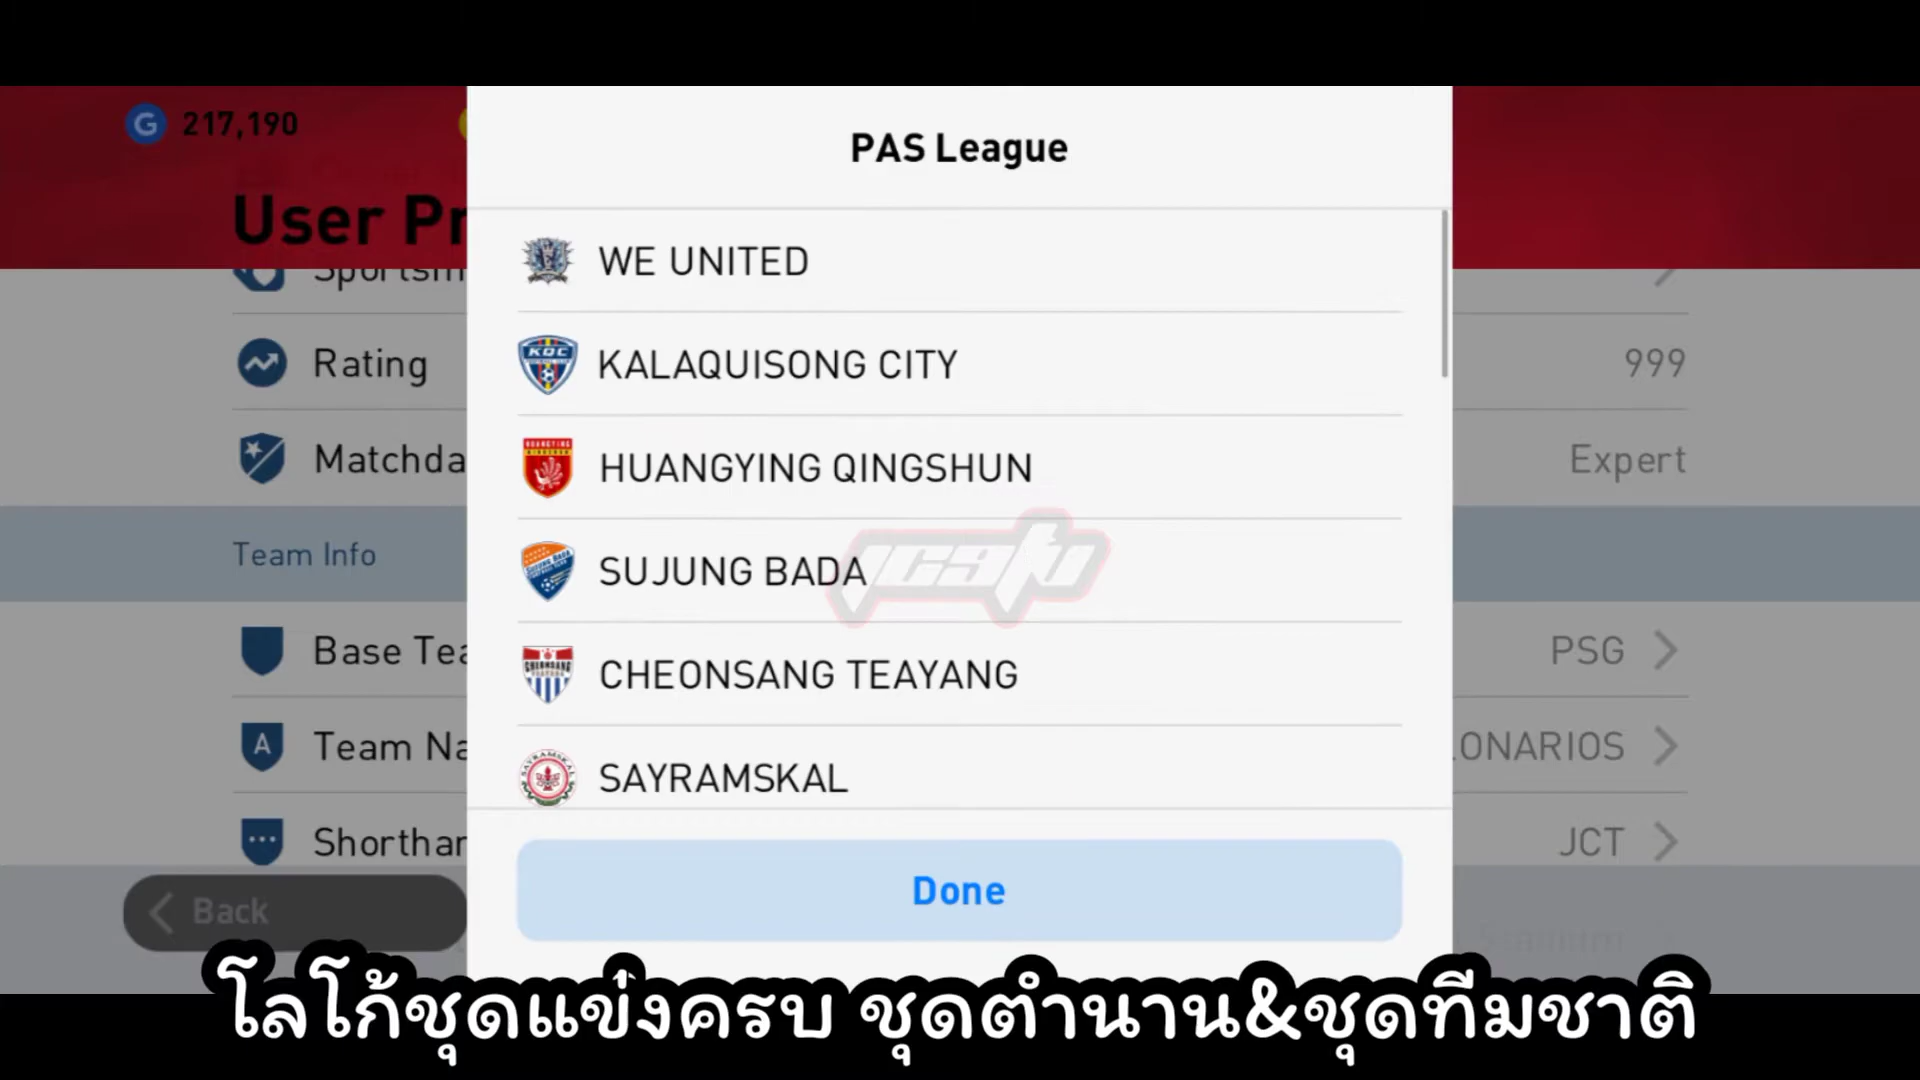 217,190
PAS League
User Pr
WE UNITED
Sportsm
KALAQUISONG CITY
Rating
999
HUANGYING QINGSHUN
Matchda
Expert
Team Info
SUJUNG BADA
Base Tea
PSG
CHEONSANG TEAYANG
Team Na
ONARIOS
SAYRAMSKAL
Shorthan
JCT
Done
Back
โลโก้ชุดแข่งครบ ชุดตำนาน&ชุดทีมชาติ